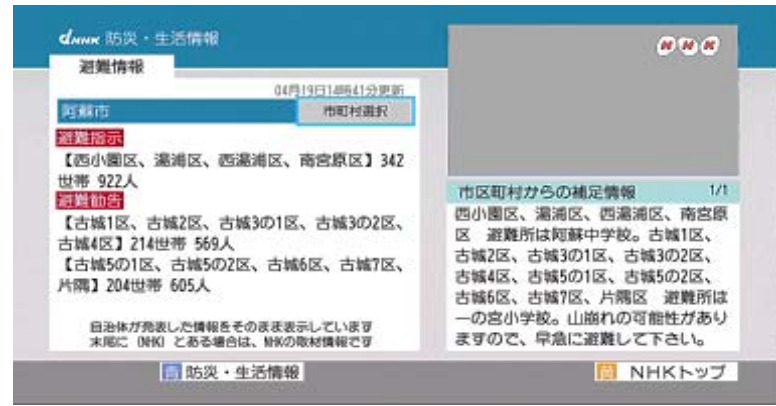 dNHK 防災・生活情報
NHK
避難情報
04月19日14時41分更新
阿蘇市
市町村選択
避難指示
【西小園区、湯浦区、西湯浦区、南宮原区】342
世帯 922人
避難勧告
【古城1区、古城2区、古城3の1区、古城3の2区、
古城4区】214世帯 569人
【古城5の1区、古城5の2区、古城6区、古城7区、
片隅】204世帯 605人
自治体が発表した情報をそのまま表示しています
末尾に（NHK）とある場合は、NHKの取材情報です
市区町村からの補足情報 1/1
西小園区、湯浦区、西湯浦区、南宮原
区　避難所は阿蘇中学校。古城1区、
古城2区、古城3の1区、古城3の2区、
古城4区、古城5の1区、古城5の2区、
古城6区、古城7区、片隅区　避難所は
一の宮小学校。山崩れの可能性があり
ますので、早急に避難して下さい。
青 防災・生活情報
黄 NHKトップ